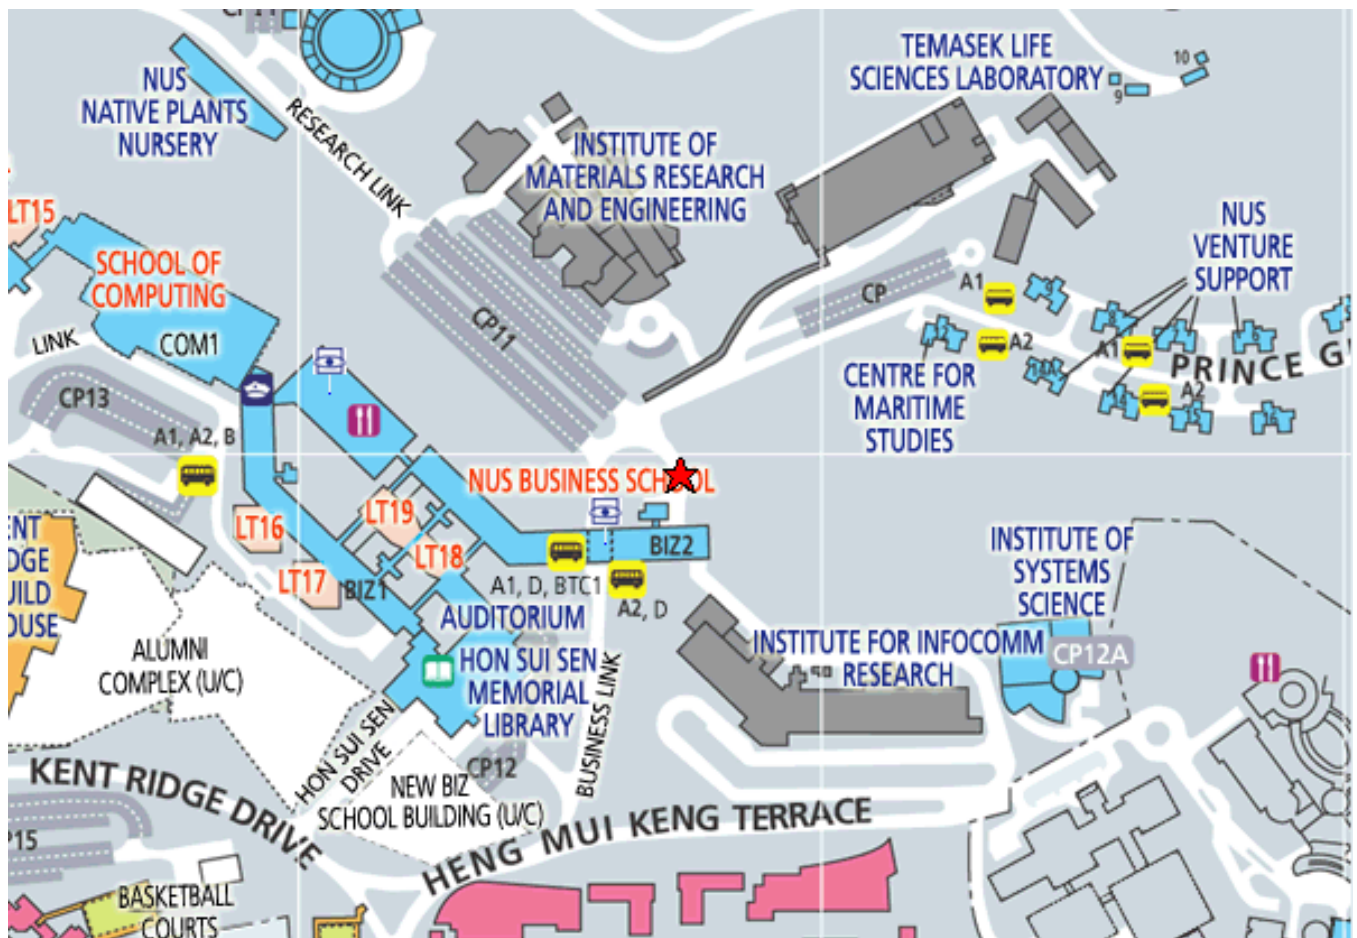 TEMASEK LIFE
SCIENCES LABORATORY
10
9
NUS
NATIVE PLANTS
NURSERY
RESEARCH LINK
INSTITUTE OF
MATERIALS RESEARCH
AND ENGINEERING
LT15
NUS
VENTURE
SUPPORT
SCHOOL OF
COMPUTING
COM1
LINK
CP11
CP
A1
A2
A1
A2
PRINCE G
CENTRE FOR
MARITIME
STUDIES
CP13
A1, A2, B
NUS BUSINESS SCHOOL
LT16
LT19
LT18
LT17
BIZ1
BIZ2
A1, D, BTC1
A2, D
AUDITORIUM
HON SUI SEN
MEMORIAL
LIBRARY
ALUMNI
COMPLEX (U/C)
INSTITUTE OF
SYSTEMS
SCIENCE
INSTITUTE FOR INFOCOMM
RESEARCH
CP12A
BUSINESS LINK
HON SUI SEN
DRIVE
CP12
NEW BIZ
SCHOOL BUILDING (U/C)
KENT RIDGE DRIVE
HENG MUI KENG TERRACE
P15
BASKETBALL
COURTS